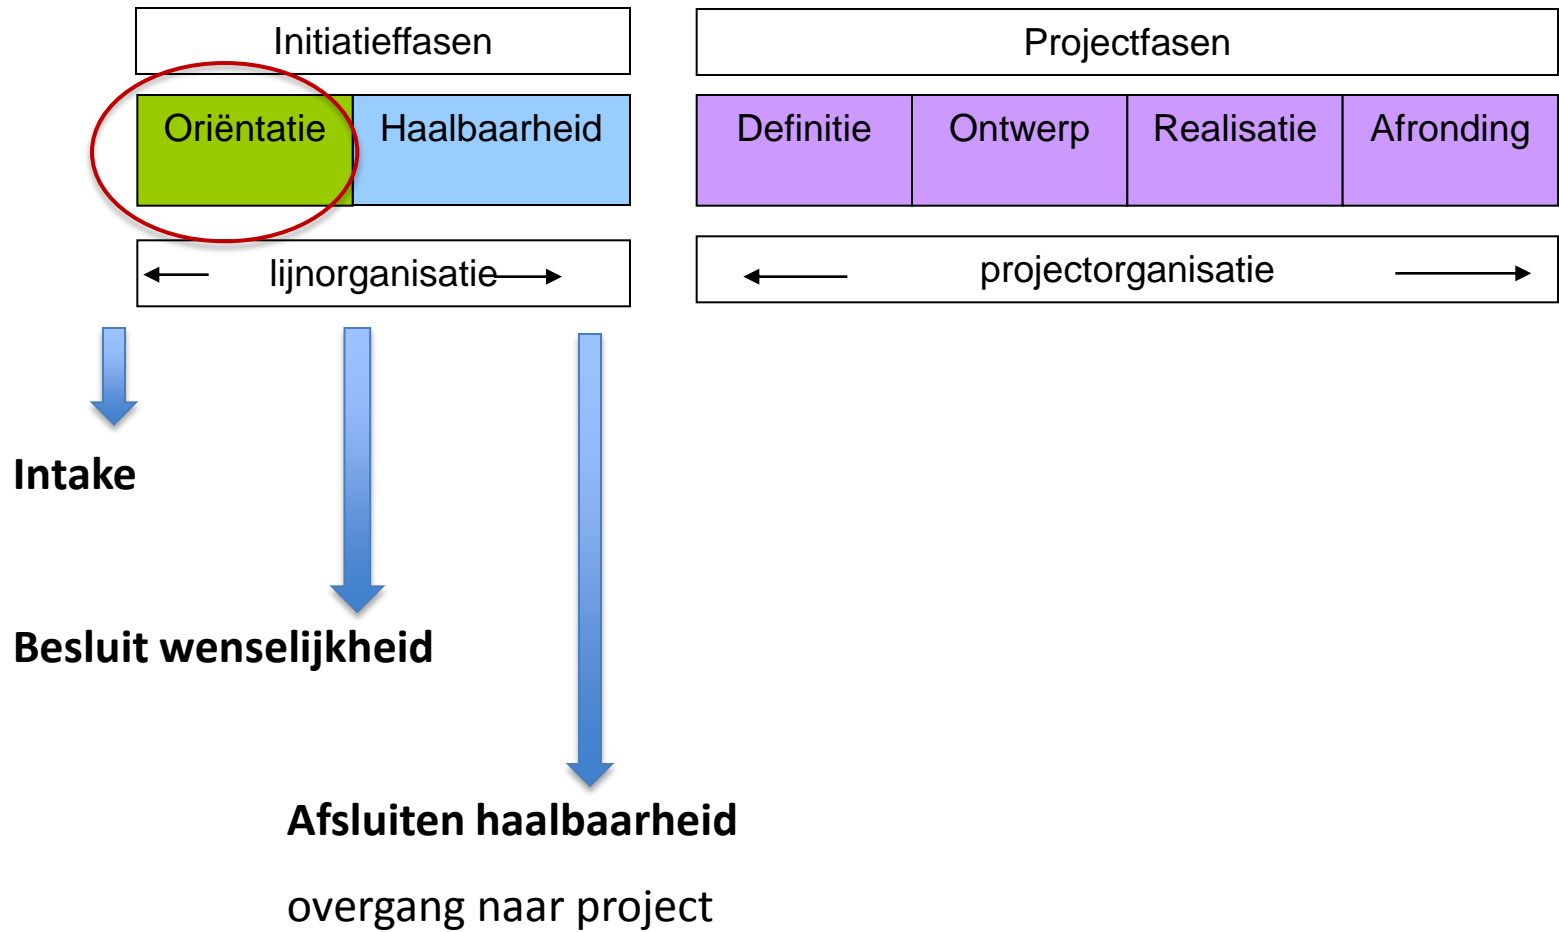 Initiatieffasen
Projectfasen
Oriëntatie
Haalbaarheid
Definitie
Ontwerp
Realisatie
Afronding
lijnorganisatie
projectorganisatie
Intake
Besluit wenselijkheid
Afsluiten haalbaarheid
overgang naar project